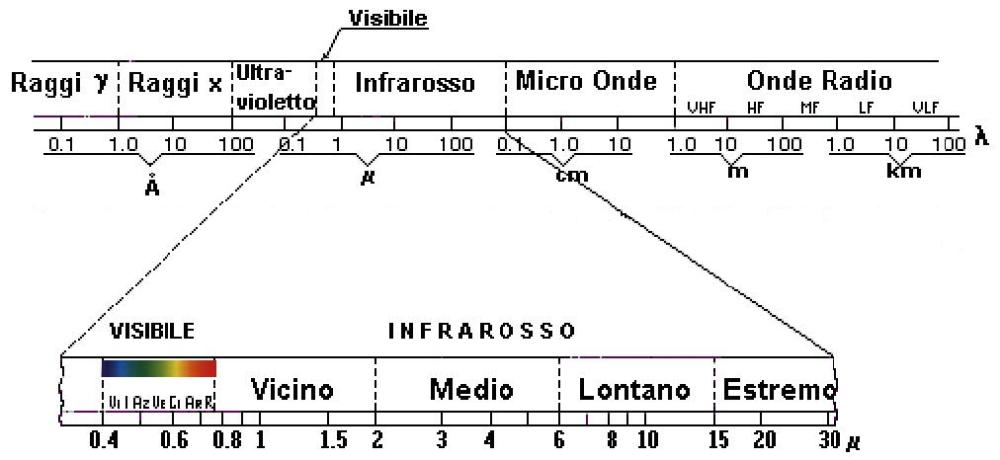 Visibile
Raggi γ Raggi x Ultra-violetto Infrarosso Micro Onde Onde Radio
VHF HF MF LF VLF
0.1 1.0 10 100 0.1 1 10 100 0.1 1.0 10 1.0 10 100 1.0 10 100 λ
Å μ cm m km
VISIBILE INFRAROSSO
Vicino Medio Lontano Estremo
Vi I Az Ve Gi Ar R
0.4 0.6 0.8 1 1.5 2 3 4 6 8 10 15 20 30 μ